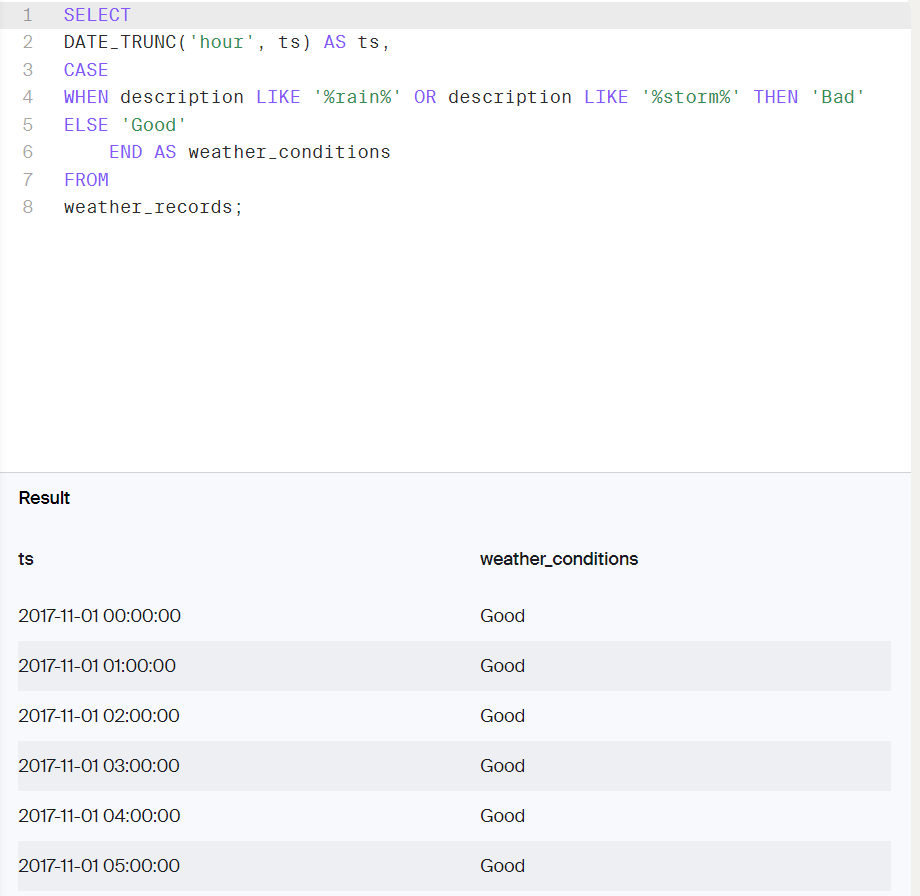 1 SELECT
2 DATE_TRUNC('hour', ts) AS ts,
3 CASE
4 WHEN description LIKE '%rain%' OR description LIKE '%storm%' THEN 'Bad'
5 ELSE 'Good'
6     END AS weather_conditions
7 FROM
8 weather_records;
Result
ts weather_conditions
2017-11-01 00:00:00 Good
2017-11-01 01:00:00 Good
2017-11-01 02:00:00 Good
2017-11-01 03:00:00 Good
2017-11-01 04:00:00 Good
2017-11-01 05:00:00 Good